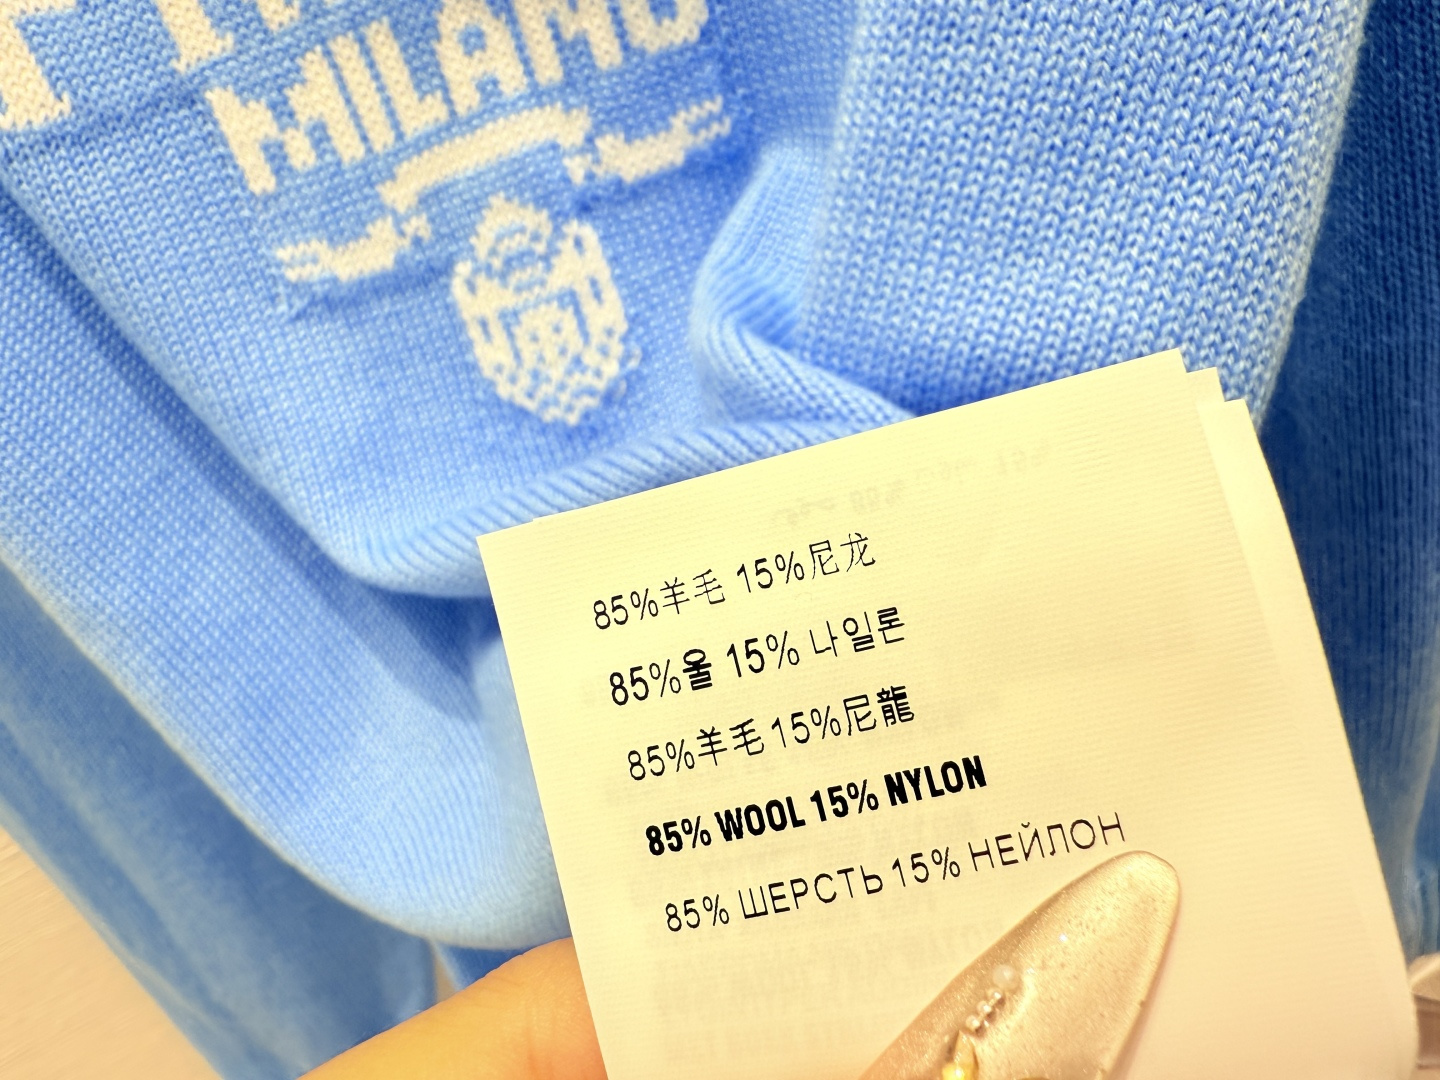 MILANO
85%羊毛 15%尼龙
85%울 15% 나일론
85%羊毛 15%尼龍
85% WOOL 15% NYLON
85% ШЕРСТЬ 15% НЕЙЛОН